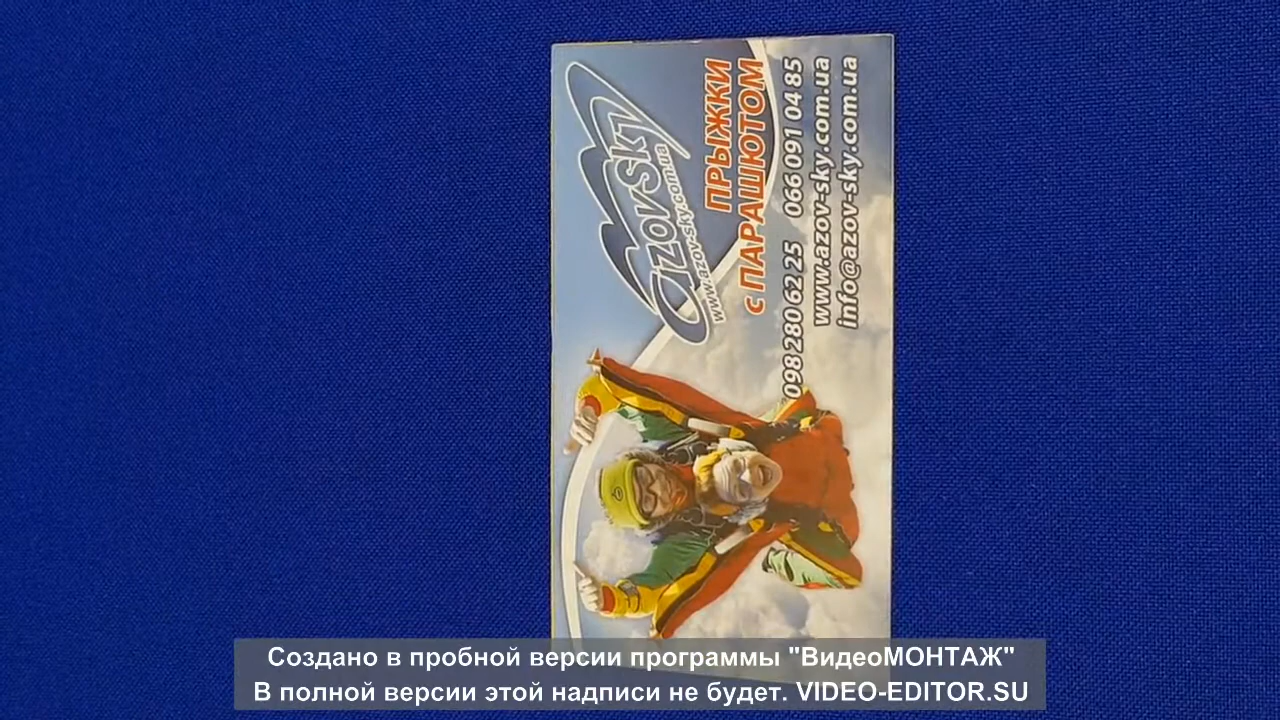 azovsky
www.azov-sky.com.ua
ПРЫЖКИ
с ПАРАШЮТОМ
098 280 62 25 066 091 04 85
www.azov-sky.com.ua
info@azov-sky.com.ua
Создано в пробной версии программы "ВидеоМОНТАЖ"
В полной версии этой надписи не будет. VIDEO-EDITOR.SU